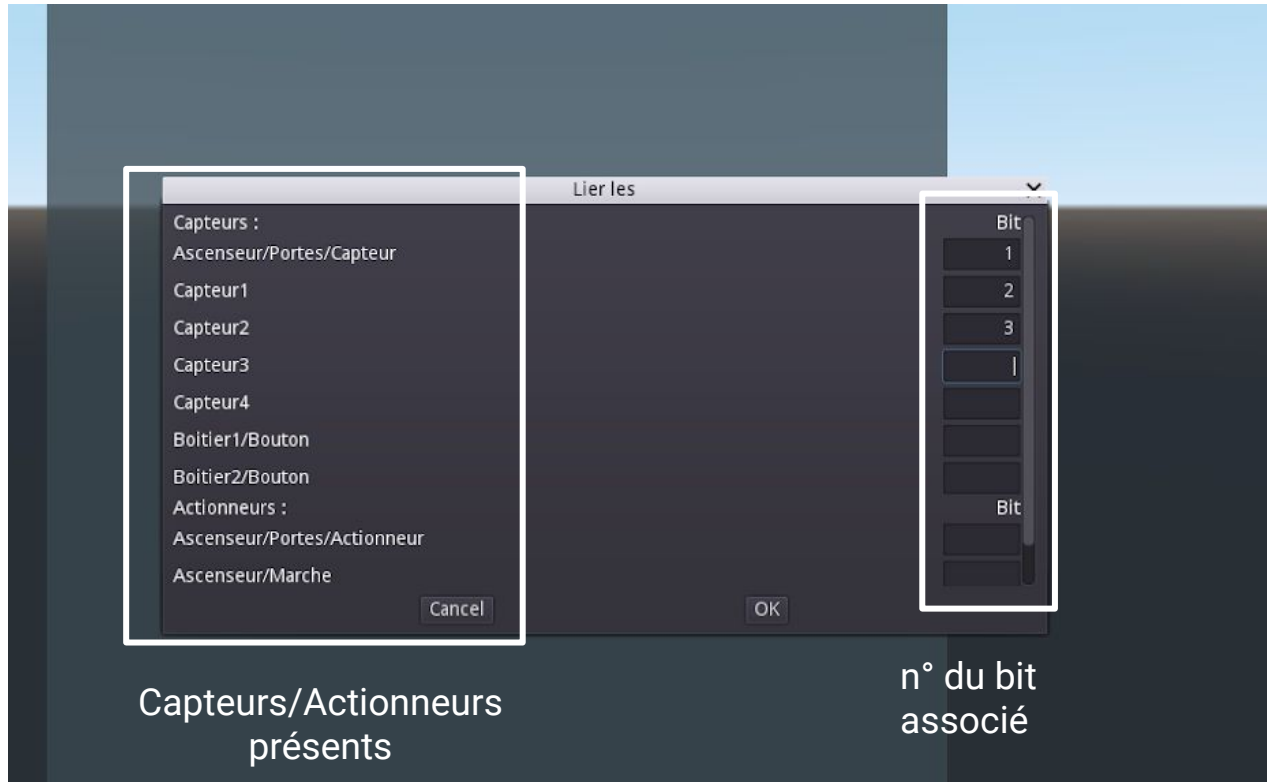 Lier les
Capteurs : Bit
Ascenseur/Portes/Capteur 1
Capteur1 2
Capteur2 3
Capteur3
Capteur4
Boitier1/Bouton
Boitier2/Bouton
Actionneurs : Bit
Ascenseur/Portes/Actionneur
Ascenseur/Marche
Cancel OK
Capteurs/Actionneurs
présents
n° du bit
associé